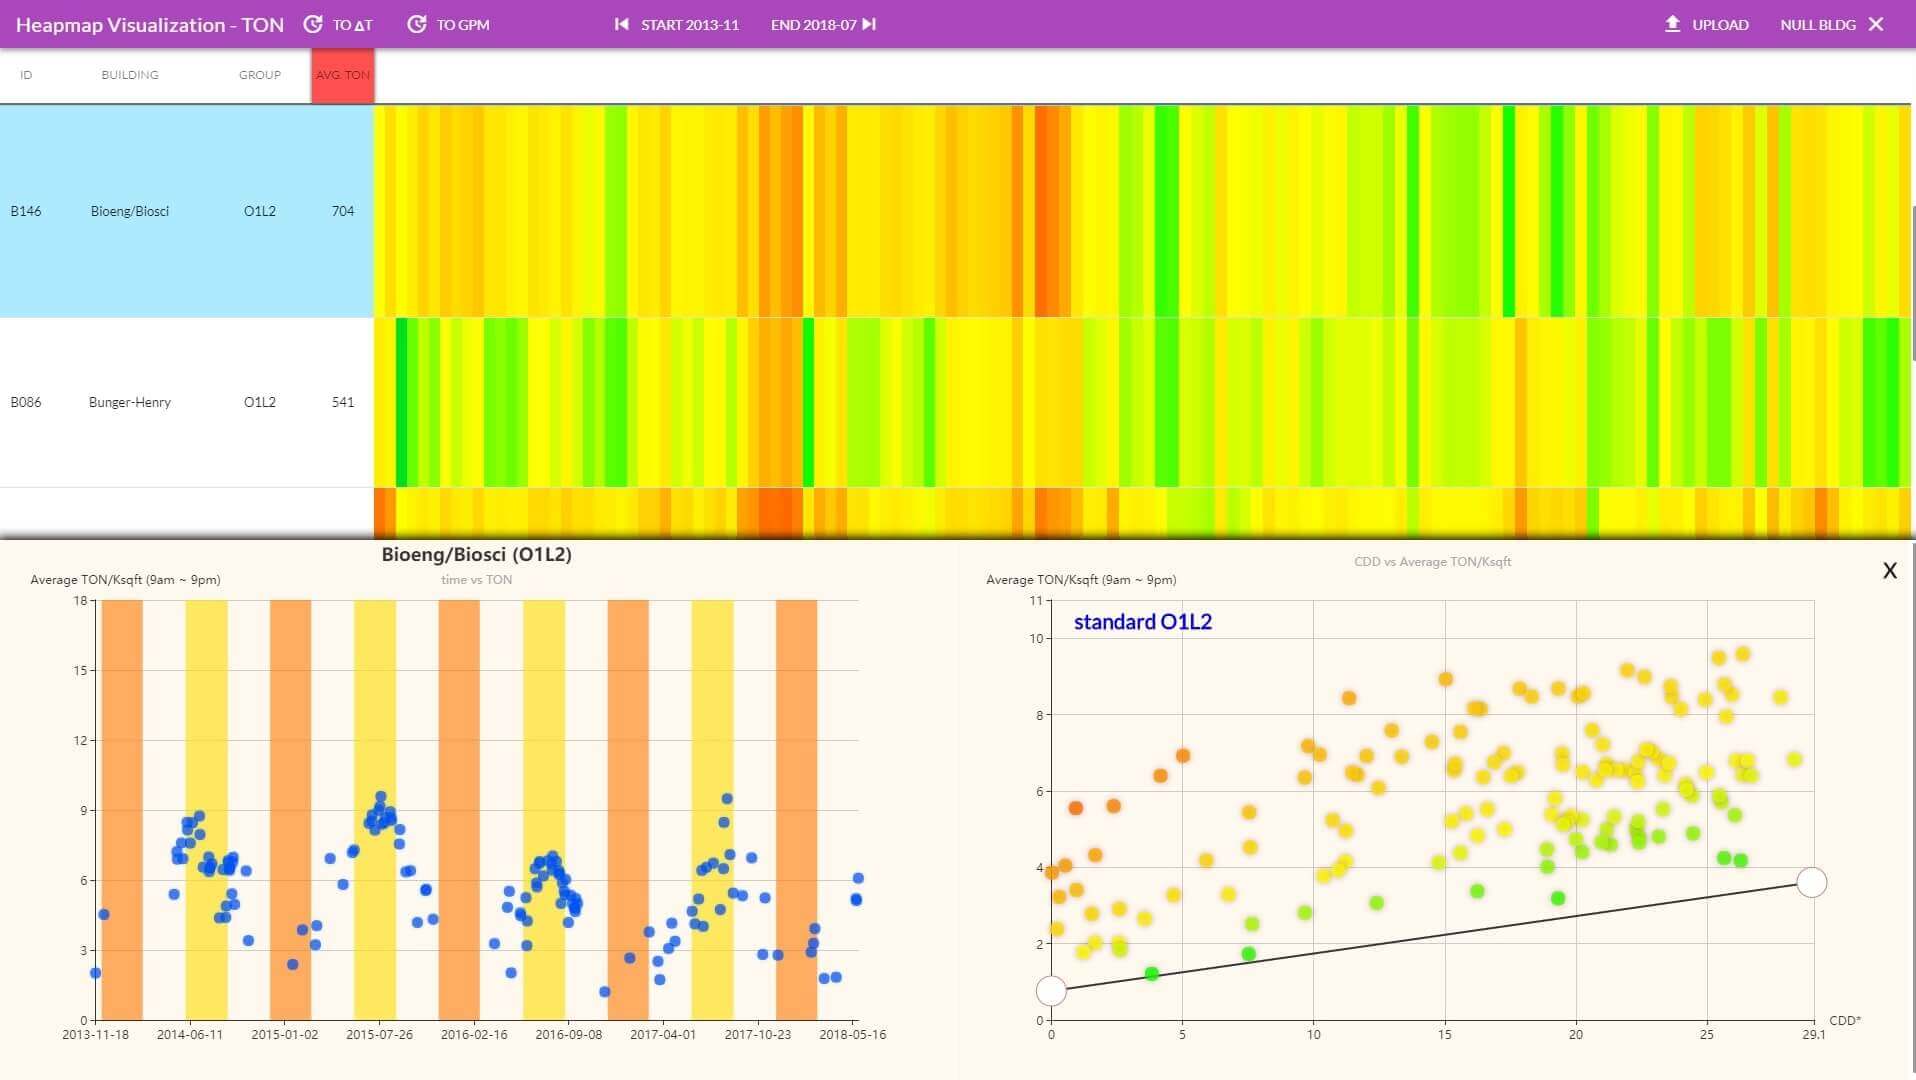 Heapmap Visualization - TON TO ΔT TO GPM START 2013-11 END 2018-07 UPLOAD NULL BLDG
ID BUILDING GROUP AVG. TON
B146 Bioeng/Biosci O1L2 704
B086 Bunger-Henry O1L2 541
Bioeng/Biosci (O1L2)
time vs TON
Average TON/Ksqft (9am ~ 9pm)
18
15
12
9
6
3
0
2013-11-18 2014-06-11 2015-01-02 2015-07-26 2016-02-16 2016-09-08 2017-04-01 2017-10-23 2018-05-16
CDD vs Average TON/Ksqft
X
Average TON/Ksqft (9am ~ 9pm)
standard O1L2
11
10
8
6
4
2
0
0 5 10 15 20 25 29.1
CDD*